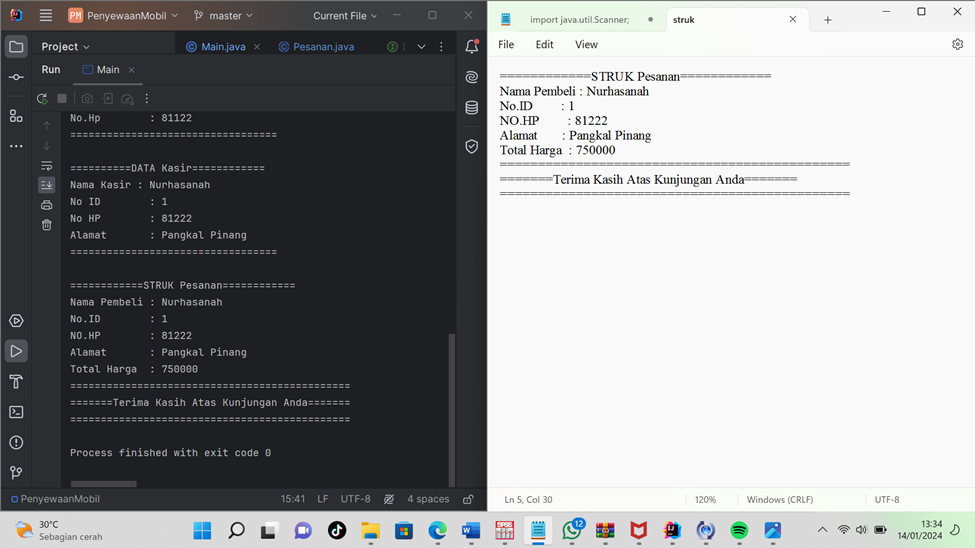 PM PenyewaanMobil master Current File
Project Main.java Pesanan.java
Run Main
No.Hp : 81122
=================================
==========DATA Kasir============
Nama Kasir : Nurhasanah
No ID : 1
No HP : 81222
Alamat : Pangkal Pinang
=================================
============STRUK Pesanan============
Nama Pembeli : Nurhasanah
No.ID : 1
NO.HP : 81222
Alamat : Pangkal Pinang
Total Harga : 750000
=============================================
=======Terima Kasih Atas Kunjungan Anda=======
=============================================
Process finished with exit code 0
PenyewaanMobil 15:41 LF UTF-8 4 spaces
import java.util.Scanner; struk
File Edit View
============STRUK Pesanan============
Nama Pembeli : Nurhasanah
No.ID : 1
NO.HP : 81222
Alamat : Pangkal Pinang
Total Harga : 750000
==============================================
=======Terima Kasih Atas Kunjungan Anda=======
==============================================
Ln 5, Col 30 120% Windows (CRLF) UTF-8
30°C
Sebagian cerah
12
13:34
14/01/2024